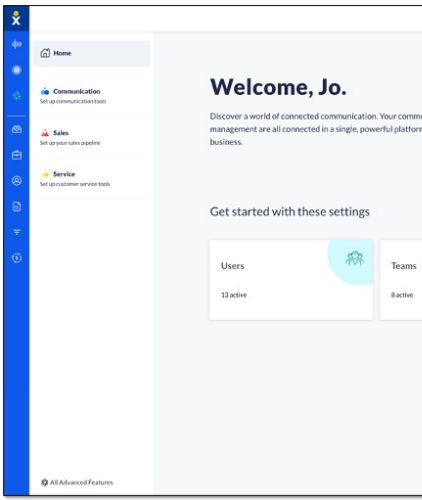 Home
Communication
Set up communication tools
Sales
Set up your sales pipeline
Service
Set up customer service tools
Welcome, Jo.
Discover a world of connected communication. Your commu
management are all connected in a single, powerful platform
business.
Get started with these settings
Users
13 active
Teams
8 active
All Advanced Features